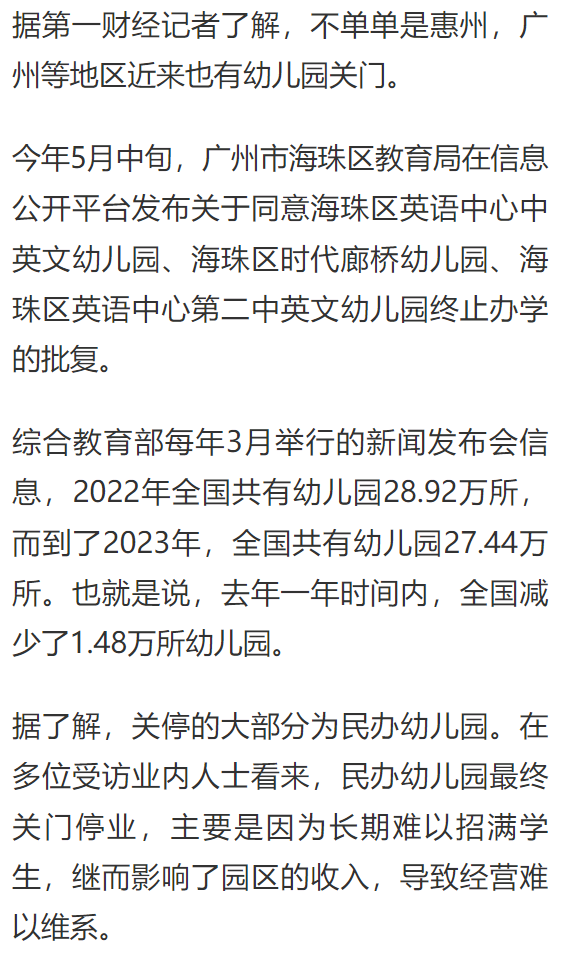 据第一财经记者了解，不单单是惠州，广
州等地区近来也有幼儿园关门。
今年5月中旬，广州市海珠区教育局在信息
公开平台发布关于同意海珠区英语中心中
英文幼儿园、海珠区时代廊桥幼儿园、海
珠区英语中心第二中英文幼儿园终止办学
的批复。
综合教育部每年3月举行的新闻发布会信
息，2022年全国共有幼儿园28.92万所，
而到了2023年，全国共有幼儿园27.44万
所。也就是说，去年一年时间内，全国减
少了1.48万所幼儿园。
据了解，关停的大部分为民办幼儿园。在
多位受访业内人士看来，民办幼儿园最终
关门停业，主要是因为长期难以招满学
生，继而影响了园区的收入，导致经营难
以维系。